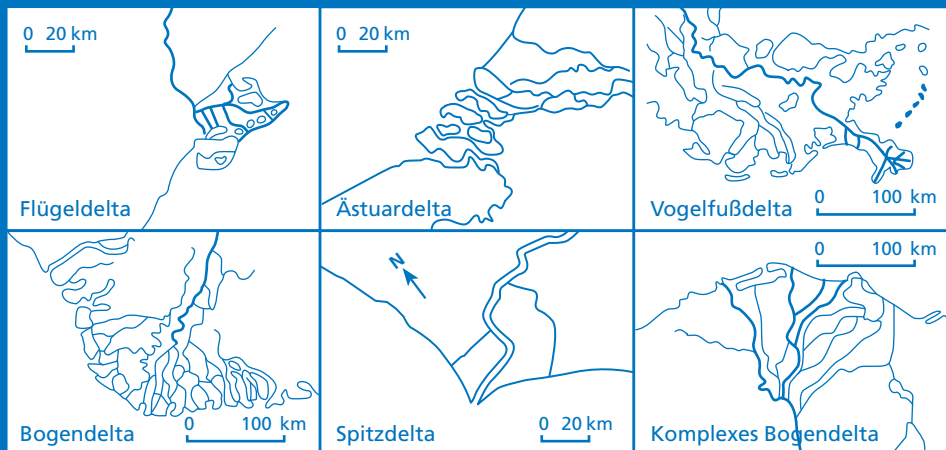 0 20 km
Flügeldelta
0 20 km
Ästuardelta
Vogelfußdelta
0 100 km
Bogendelta
0 100 km
N
Spitzdelta
0 20 km
0 100 km
Komplexes Bogendelta